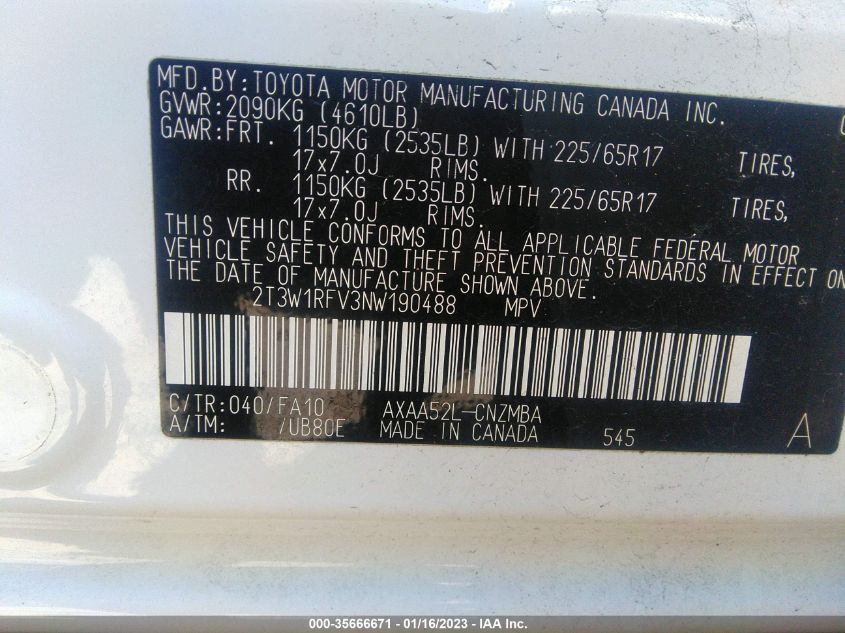 MFD.BY:TOYOTA MOTOR MANUFACTURING CANADA INC.
GVWR:2090KG (4610LB)
GAWR:FRT. 1150KG (2535LB) WITH 225/65R17 TIRES,
17x7.0J RIMS.
RR. 1150KG (2535LB) WITH 225/65R17 TIRES,
17x7.0J RIMS.
THIS VEHICLE CONFORMS TO ALL APPLICABLE FEDERAL MOTOR
VEHICLE SAFETY AND THEFT PREVENTION STANDARDS IN EFFECT ON
THE DATE OF MANUFACTURE SHOWN ABOVE.
2T3W1RFV3NW190488 MPV
C/TR:040/FA10 AXAA52L-CNZMBA
A/TM: /UB80E MADE IN CANADA 545 A
000-35666671 - 01/16/2023 - IAA Inc.